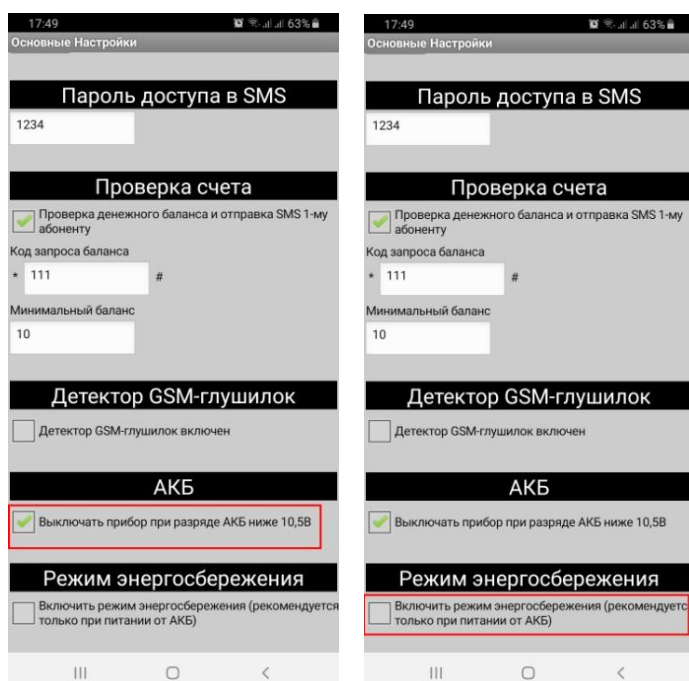 17:49 63%
Основные Настройки
Пароль доступа в SMS
1234
Проверка счета
Проверка денежного баланса и отправка SMS 1-му
абоненту
Код запроса баланса
* 111 #
Минимальный баланс
10
Детектор GSM-глушилок
Детектор GSM-глушилок включен
АКБ
Выключать прибор при разряде АКБ ниже 10,5В
Режим энергосбережения
Включить режим энергосбережения (рекомендуется
только при питании от АКБ)
17:49 63%
Основные Настройки
Пароль доступа в SMS
1234
Проверка счета
Проверка денежного баланса и отправка SMS 1-му
абоненту
Код запроса баланса
* 111 #
Минимальный баланс
10
Детектор GSM-глушилок
Детектор GSM-глушилок включен
АКБ
Выключать прибор при разряде АКБ ниже 10,5В
Режим энергосбережения
Включить режим энергосбережения (рекомендуетс
только при питании от АКБ)